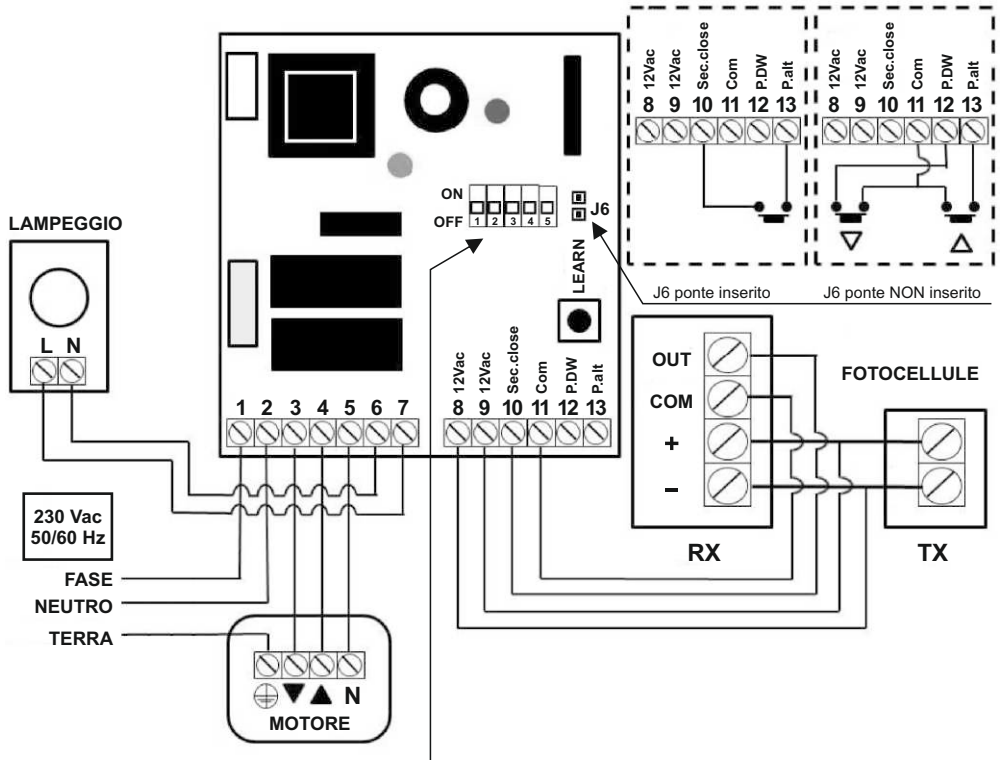 8 12Vac
9 12Vac
10 Sec.close
11 Com
12 P.DW
13 P.alt
8 12Vac
9 12Vac
10 Sec.close
11 Com
12 P.DW
13 P.alt
J6 ponte inserito
J6 ponte NON inserito
ON
OFF
1 2 3 4 5
J6
LEARN
LAMPEGGIO
L N
1 2 3 4 5 6 7
8 12Vac
9 12Vac
10 Sec.close
11 Com
12 P.DW
13 P.alt
OUT
COM
+
-
RX
FOTOCELLULE
TX
230 Vac
50/60 Hz
FASE
NEUTRO
TERRA
N
MOTORE